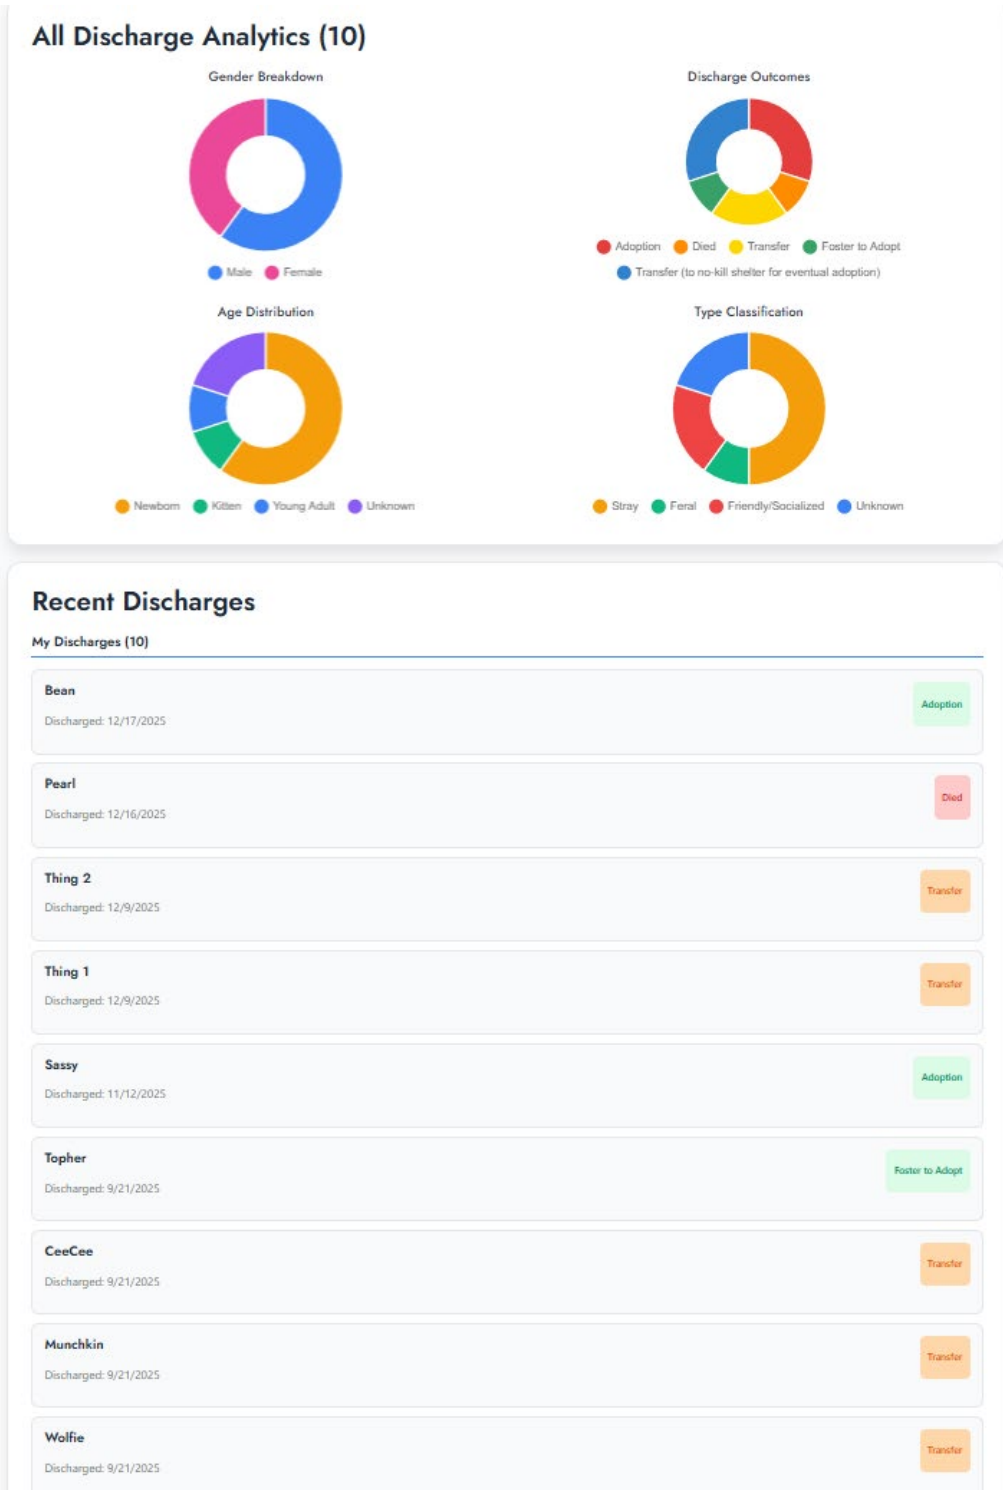 All Discharge Analytics (10)
Gender Breakdown
Male Female
Discharge Outcomes
Adoption Died Transfer Foster to Adopt
Transfer (to no-kill shelter for eventual adoption)
Age Distribution
Newborn Kitten Young Adult Unknown
Type Classification
Stray Feral Friendly/Socialized Unknown
Recent Discharges
My Discharges (10)
Bean
Adoption
Discharged: 12/17/2025
Pearl
Died
Discharged: 12/16/2025
Thing 2
Transfer
Discharged: 12/9/2025
Thing 1
Transfer
Discharged: 12/9/2025
Sassy
Adoption
Discharged: 11/12/2025
Topher
Foster to Adopt
Discharged: 9/21/2025
CeeCee
Transfer
Discharged: 9/21/2025
Munchkin
Transfer
Discharged: 9/21/2025
Wolfie
Transfer
Discharged: 9/21/2025